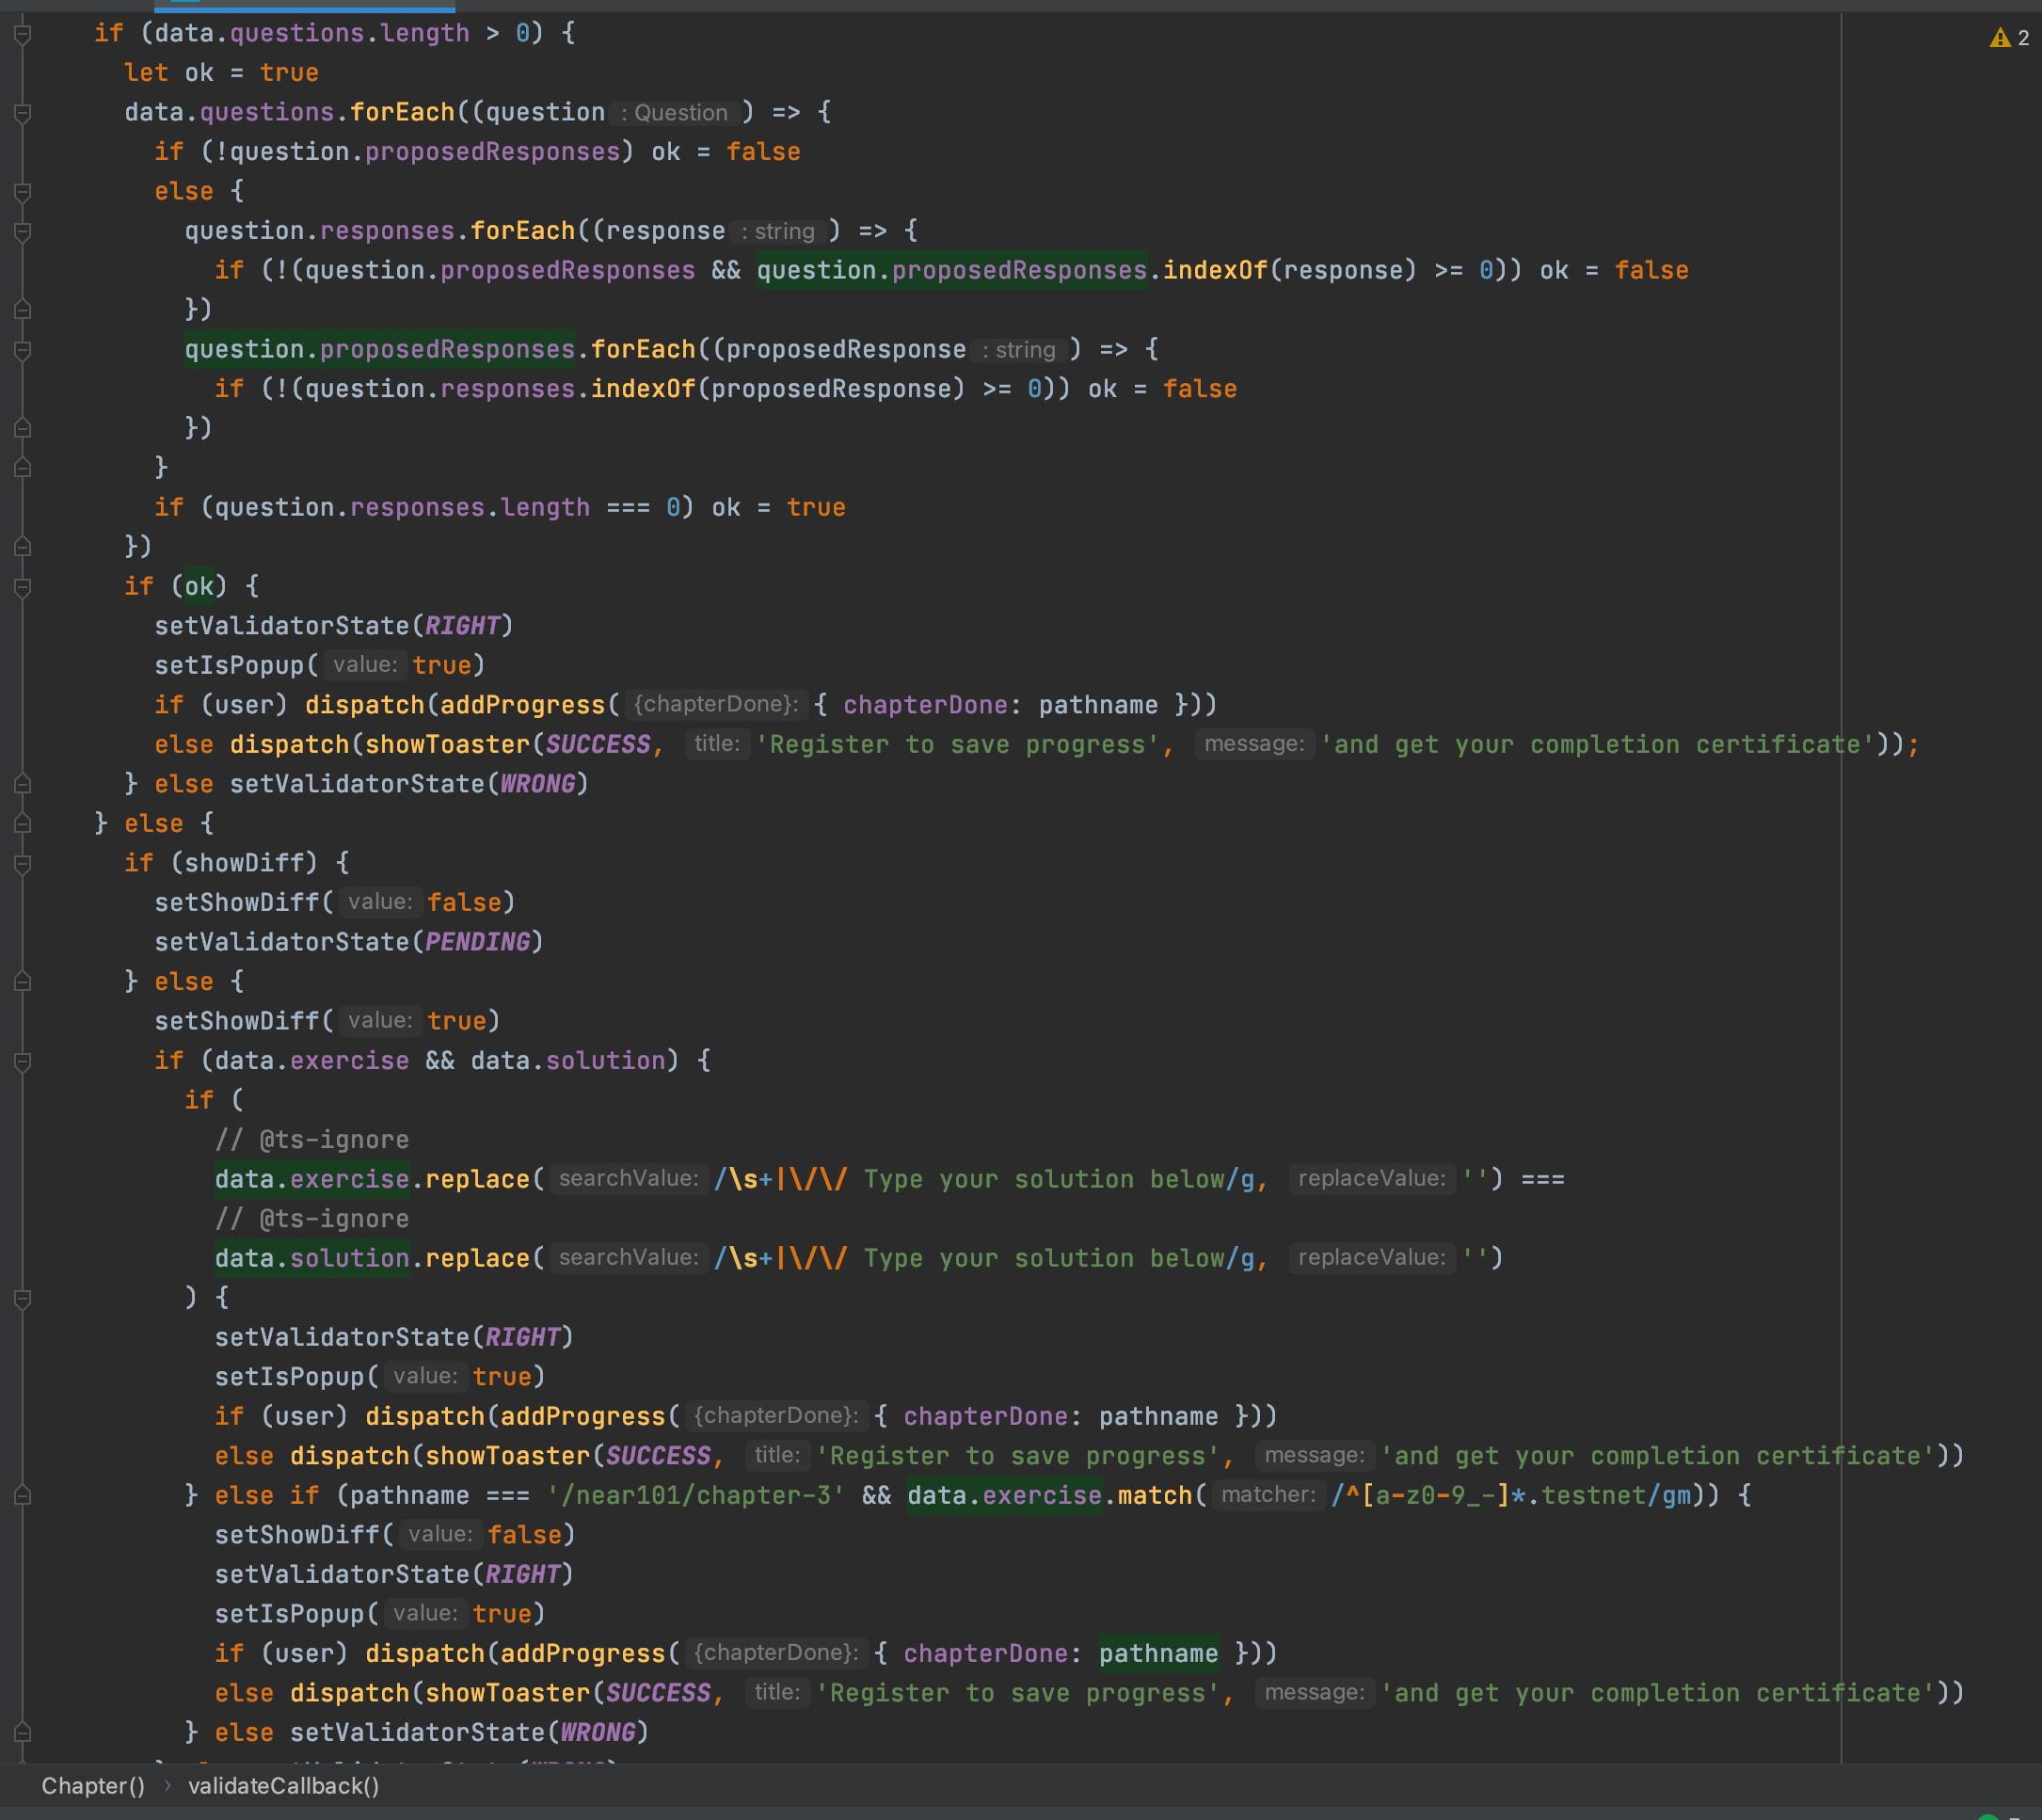 if (data.questions.length > 0) {
2
let ok = true
data.questions.forEach((question : Question ) => {
if (!question.proposedResponses) ok = false
else {
question.responses.forEach((response : string ) => {
if (!(question.proposedResponses && question.proposedResponses.indexOf(response) >= 0)) ok = false
})
question.proposedResponses.forEach((proposedResponse : string ) => {
if (!(question.responses.indexOf(proposedResponse) >= 0)) ok = false
})
}
if (question.responses.length === 0) ok = true
})
if (ok) {
setValidatorState(RIGHT)
setIsPopup( value: true)
if (user) dispatch(addProgress( {chapterDone}: { chapterDone: pathname }))
else dispatch(showToaster(SUCCESS, title: 'Register to save progress', message: 'and get your completion certificate'));
} else setValidatorState(WRONG)
} else {
if (showDiff) {
setShowDiff( value: false)
setValidatorState(PENDING)
} else {
setShowDiff( value: true)
if (data.exercise && data.solution) {
if (
// @ts-ignore
data.exercise.replace( searchValue: /\s+|\/\/ Type your solution below/g, replaceValue: '') ===
// @ts-ignore
data.solution.replace( searchValue: /\s+|\/\/ Type your solution below/g, replaceValue: '')
) {
setValidatorState(RIGHT)
setIsPopup( value: true)
if (user) dispatch(addProgress( {chapterDone}: { chapterDone: pathname }))
else dispatch(showToaster(SUCCESS, title: 'Register to save progress', message: 'and get your completion certificate'))
} else if (pathname === '/near101/chapter-3' && data.exercise.match( matcher: /^[a-z0-9_-]*.testnet/gm)) {
setShowDiff( value: false)
setValidatorState(RIGHT)
setIsPopup( value: true)
if (user) dispatch(addProgress( {chapterDone}: { chapterDone: pathname }))
else dispatch(showToaster(SUCCESS, title: 'Register to save progress', message: 'and get your completion certificate'))
} else setValidatorState(WRONG)
Chapter() › validateCallback()